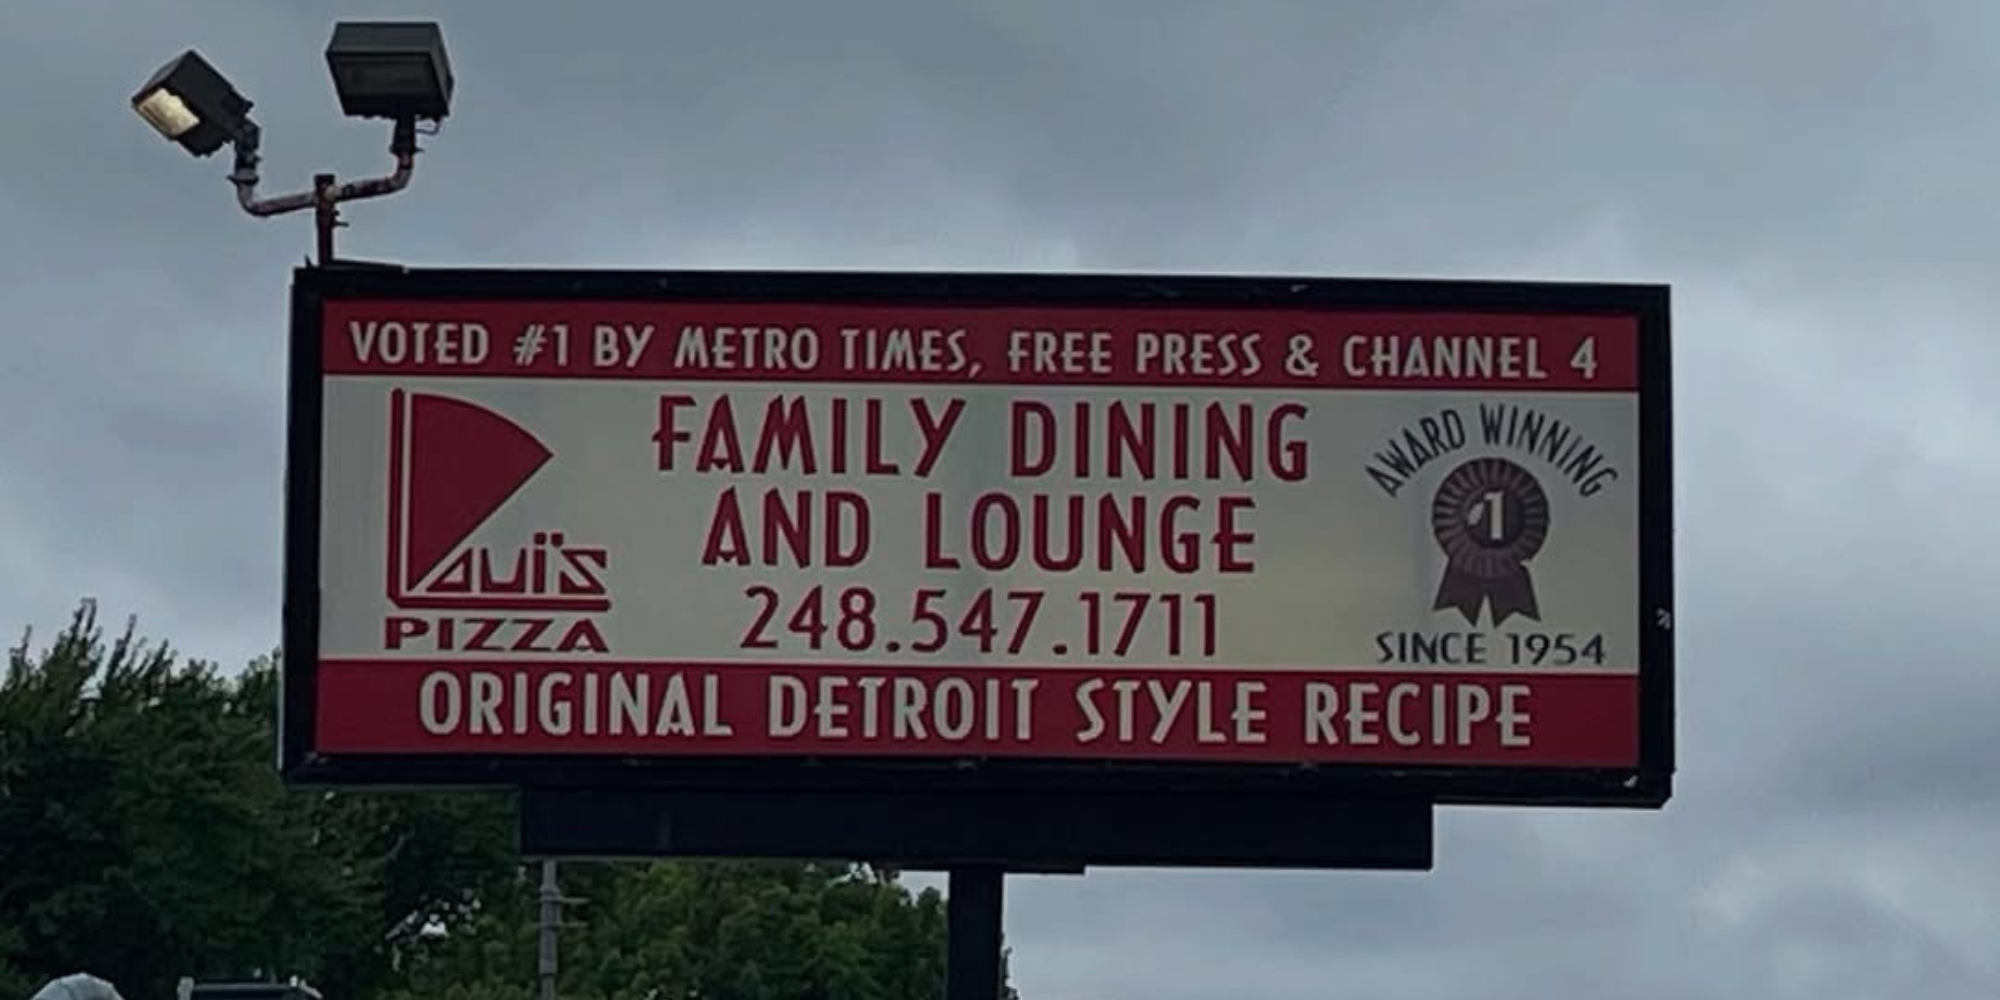 VOTED #1 BY METRO TIMES, FREE PRESS & CHANNEL 4
Loui's
PIZZA
FAMILY DINING
AND LOUNGE
248.547.1711
AWARD WINNING
1
SINCE 1954
ORIGINAL DETROIT STYLE RECIPE